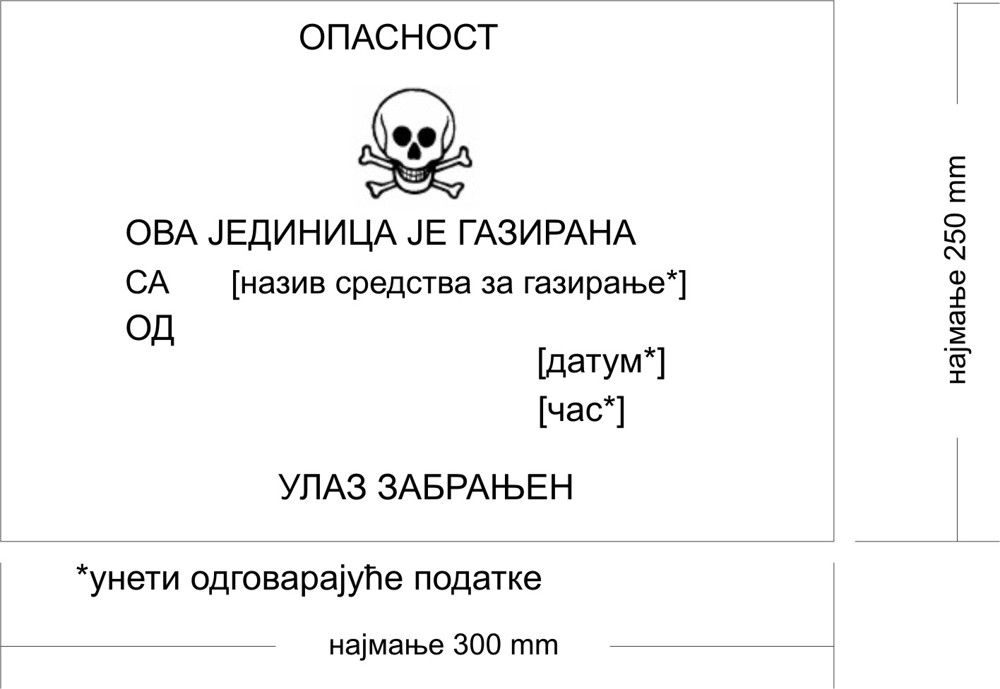 ОПАСНОСТ
ОВА ЈЕДИНИЦА ЈЕ ГАЗИРАНА
СА [назив средства за газирање*]
ОД
[датум*]
[час*]
УЛАЗ ЗАБРАЊЕН
најмање 250 mm
*унети одговарајуће податке
најмање 300 mm